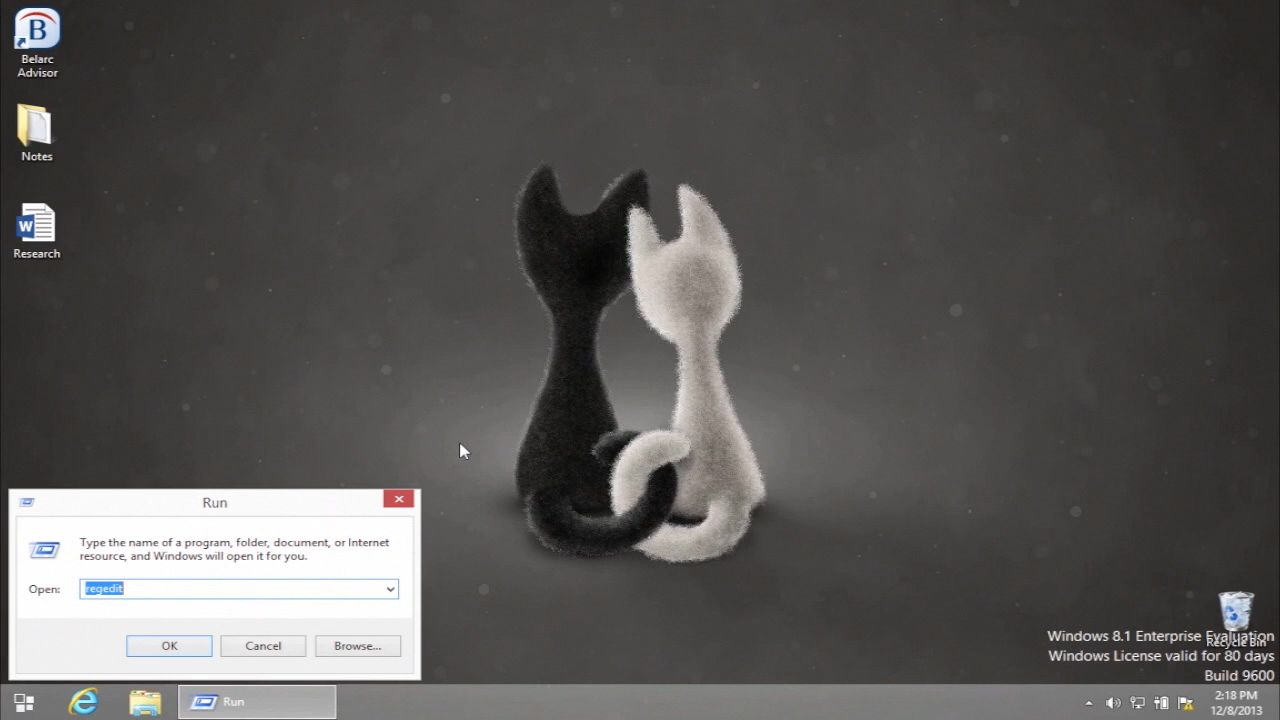 B
Belarc
Advisor
Notes
W
Research
Run
Type the name of a program, folder, document, or Internet
resource, and Windows will open it for you.
Open:
regedit
OK
Cancel
Browse...
Recycle Bin
Windows 8.1 Enterprise Evaluation
Windows License valid for 80 days
Build 9600
Run
2:18 PM
12/8/2013